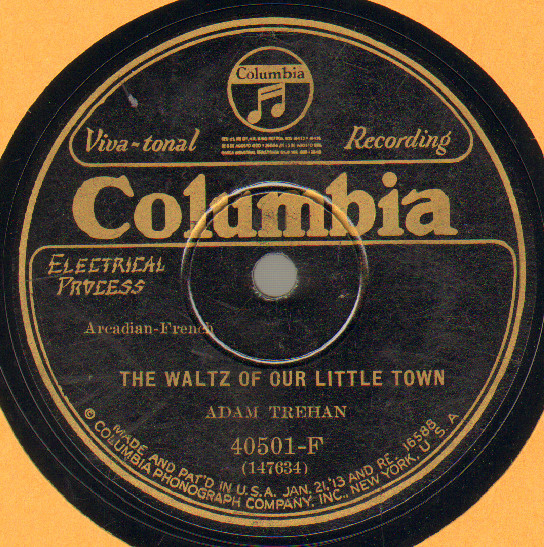 Columbia
Viva-tonal Recording
Columbia
ELECTRICAL
PROCESS
Arcadian-French
THE WALTZ OF OUR LITTLE TOWN
ADAM TREHAN
40501-F
(147634)
MADE AND PAT'D IN U.S.A. JAN. 21,'13 AND RE. 16588
© COLUMBIA PHONOGRAPH COMPANY, INC., NEW YORK, U.S.A.